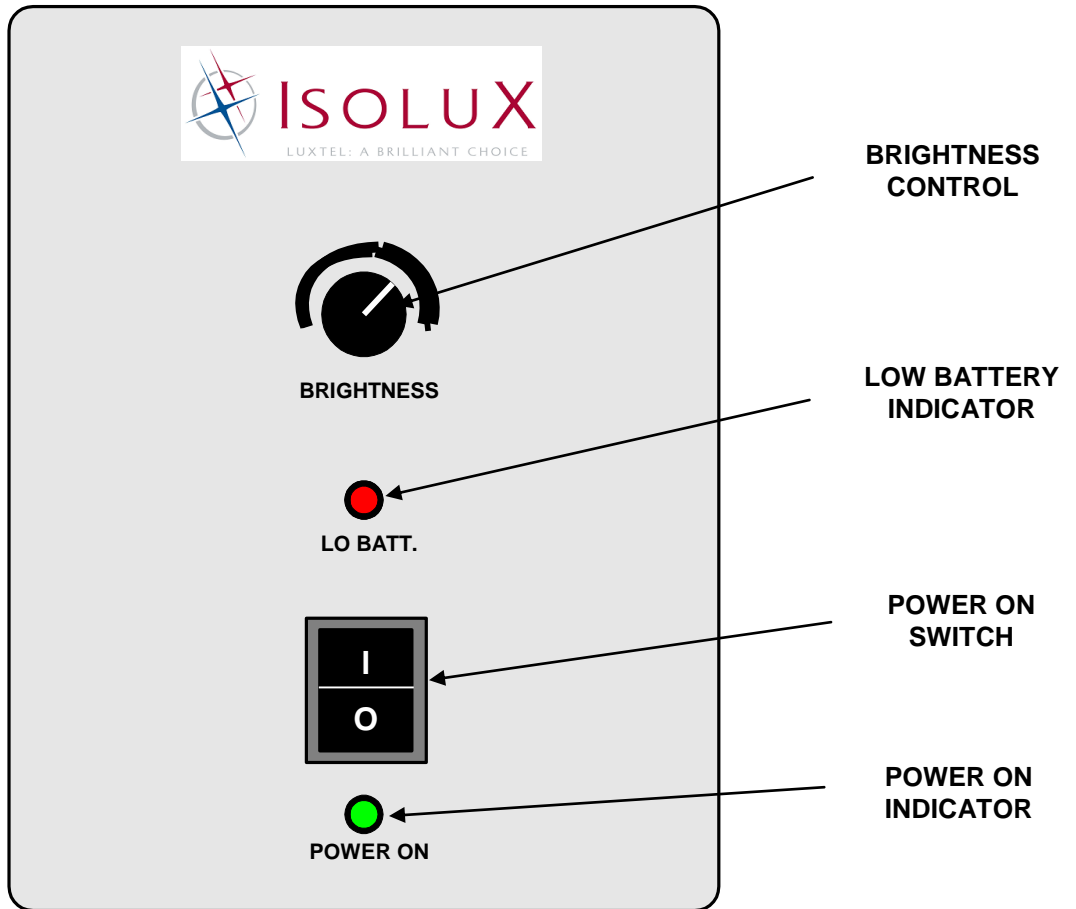 ISOLUX
LUXTEL: A BRILLIANT CHOICE
BRIGHTNESS
CONTROL
BRIGHTNESS
LOW BATTERY
INDICATOR
LO BATT.
POWER ON
SWITCH
I
O
POWER ON
INDICATOR
POWER ON